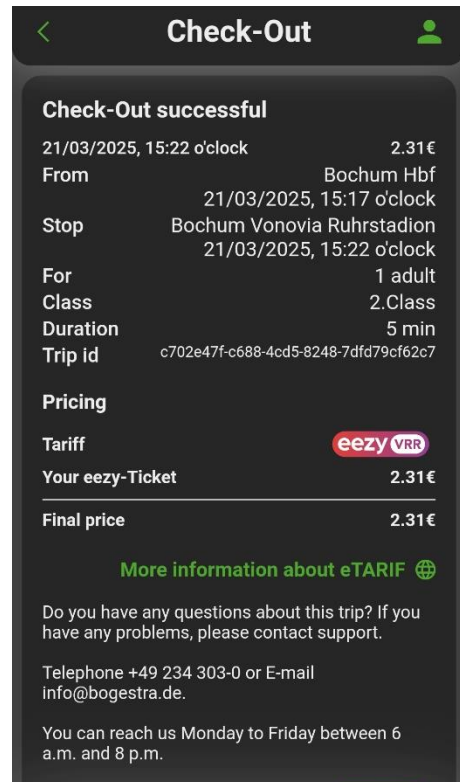 Check-Out
Check-Out successful
21/03/2025, 15:22 o'clock 2.31€
From Bochum Hbf
21/03/2025, 15:17 o'clock
Stop Bochum Vonovia Ruhrstadion
21/03/2025, 15:22 o'clock
For 1 adult
Class 2.Class
Duration 5 min
Trip id c702e47f-c688-4cd5-8248-7dfd79cf62c7
Pricing
Tariff eezy VRR
Your eezy-Ticket 2.31€
Final price 2.31€
More information about eTARIF
Do you have any questions about this trip? If you
have any problems, please contact support.
Telephone +49 234 303-0 or E-mail
info@bogestra.de.
You can reach us Monday to Friday between 6
a.m. and 8 p.m.